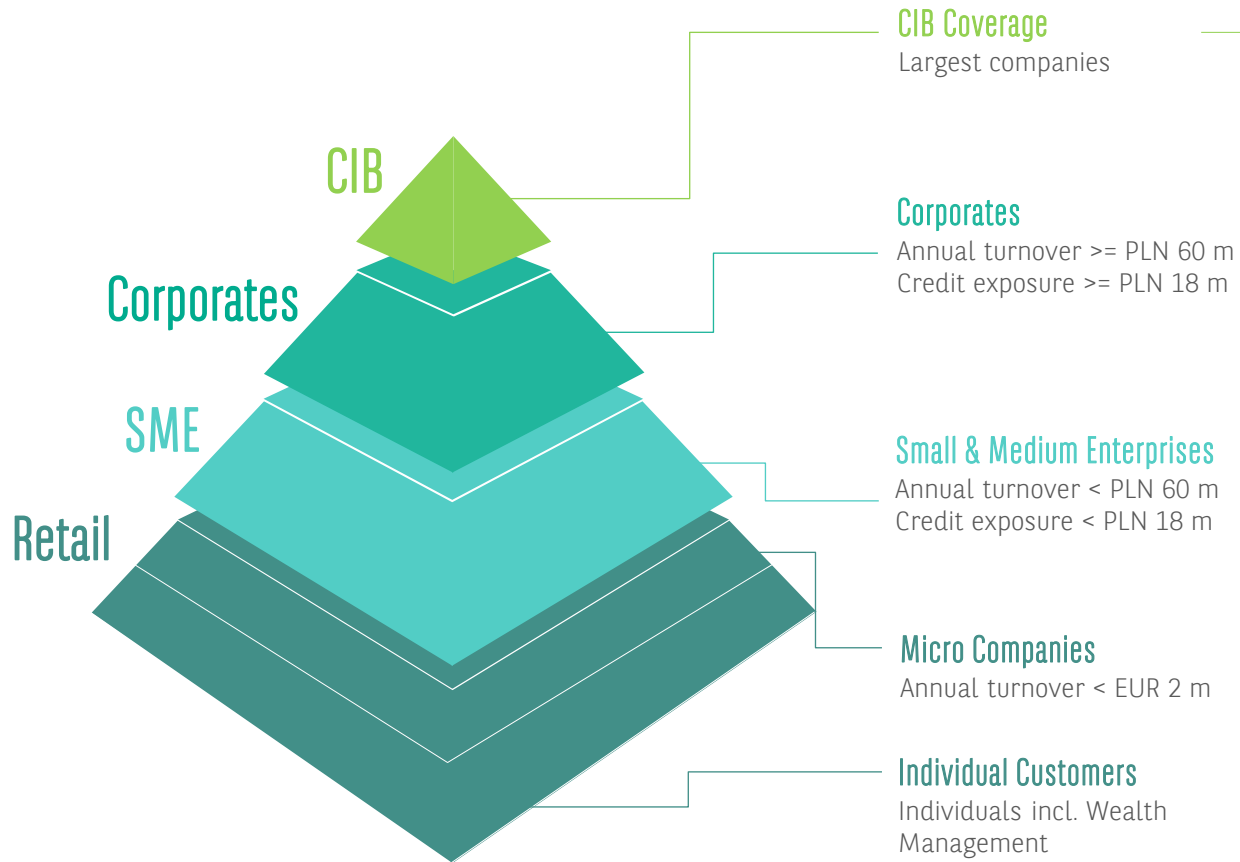 CIB Coverage
Largest companies
CIB
Corporates
Annual turnover >= PLN 60 m
Credit exposure >= PLN 18 m
Corporates
SME
Small & Medium Enterprises
Annual turnover < PLN 60 m
Credit exposure < PLN 18 m
Retail
Micro Companies
Annual turnover < EUR 2 m
Individual Customers
Individuals incl. Wealth
Management